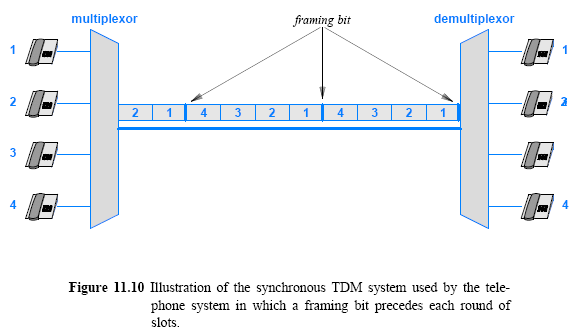 multiplexor framing bit demultiplexor
1 1
2
2 1 4 3 2 1 4 3 2 1
3
4 4
Figure 11.10 Illustration of the synchronous TDM system used by the tele-
phone system in which a framing bit precedes each round of
slots.